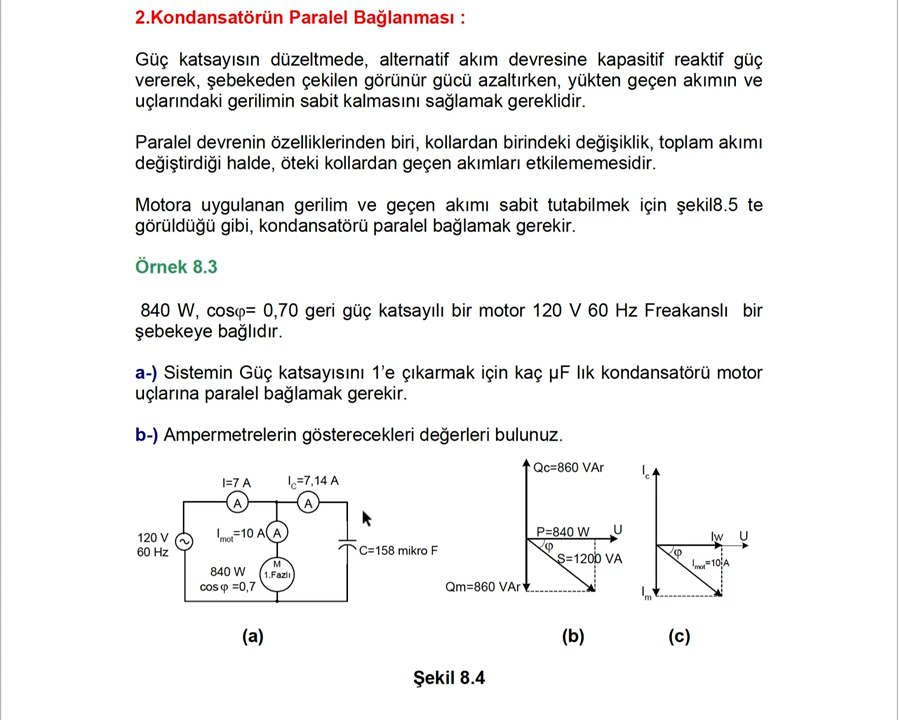 2.Kondansatörün Paralel Bağlanması :
Güç katsayısın düzeltmede, alternatif akım devresine kapasitif reaktif güç
vererek, şebekeden çekilen görünür gücü azaltırken, yükten geçen akımın ve
uçlarındaki gerilimin sabit kalmasını sağlamak gereklidir.
Paralel devrenin özelliklerinden biri, kollardan birindeki değişiklik, toplam akımı
değiştirdiği halde, öteki kollardan geçen akımları etkilememesidir.
Motora uygulanan gerilim ve geçen akımı sabit tutabilmek için şekil8.5 te
görüldüğü gibi, kondansatörü paralel bağlamak gerekir.
Örnek 8.3
840 W, cosφ= 0,70 geri güç katsayılı bir motor 120 V 60 Hz Freakanslı bir
şebekeye bağlıdır.
a-) Sistemin Güç katsayısını 1’e çıkarmak için kaç μF lık kondansatörü motor
uçlarına paralel bağlamak gerekir.
b-) Ampermetrelerin gösterecekleri değerleri bulunuz.
I=7 A
A
IC=7,14 A
A
120 V
60 Hz
Imot=10 A
A
M
1.Fazlı
840 W
cos φ =0,7
C=158 mikro F
(a)
Qc=860 VAr
P=840 W
U
φ
S=1200 VA
Qm=860 VAr
(b)
Ic
Iw
U
φ
Imot=10 A
Im
(c)
Şekil 8.4